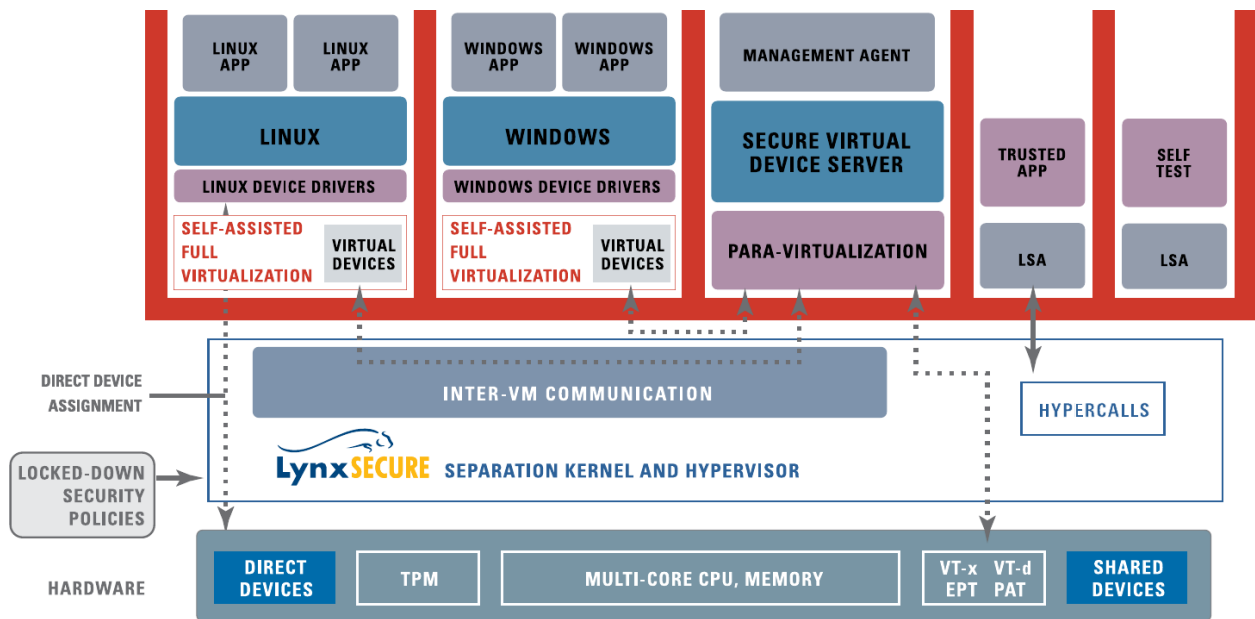 LINUX
APP
LINUX
APP
LINUX
LINUX DEVICE DRIVERS
SELF-ASSISTED
FULL
VIRTUALIZATION
VIRTUAL
DEVICES
WINDOWS
APP
WINDOWS
APP
WINDOWS
WINDOWS DEVICE DRIVERS
SELF-ASSISTED
FULL
VIRTUALIZATION
VIRTUAL
DEVICES
MANAGEMENT AGENT
SECURE VIRTUAL
DEVICE SERVER
PARA-VIRTUALIZATION
TRUSTED
APP
LSA
SELF
TEST
LSA
DIRECT DEVICE
ASSIGNMENT
INTER-VM COMMUNICATION
HYPERCALLS
LynxSECURE SEPARATION KERNEL AND HYPERVISOR
LOCKED-DOWN
SECURITY
POLICIES
HARDWARE
DIRECT
DEVICES
TPM
MULTI-CORE CPU, MEMORY
VT-x VT-d
EPT PAT
SHARED
DEVICES